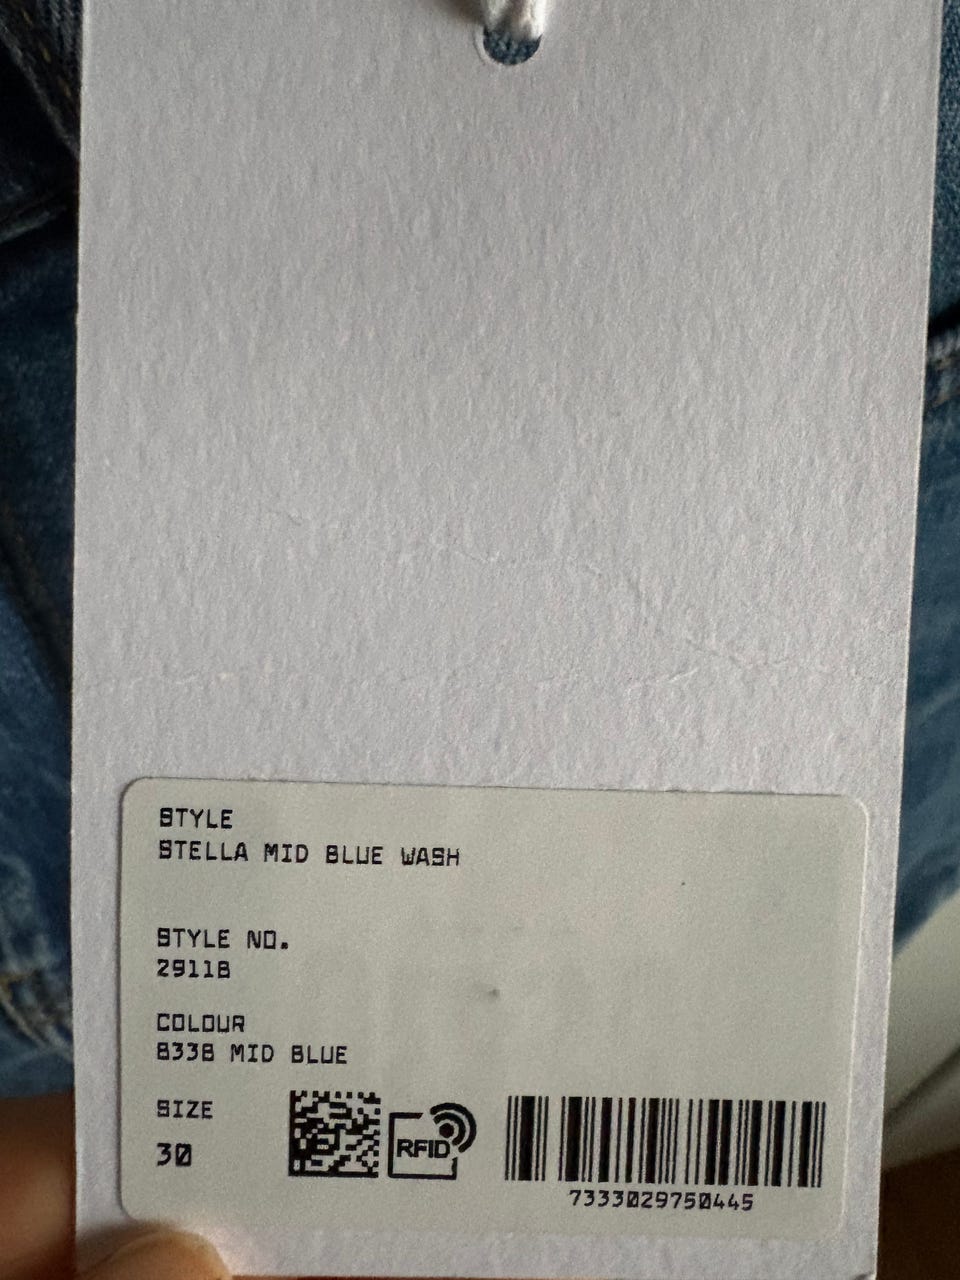 STYLE
STELLA MID BLUE WASH
STYLE NO.
29118
COLOUR
8338 MID BLUE
SIZE
30
RFID
7333029750445